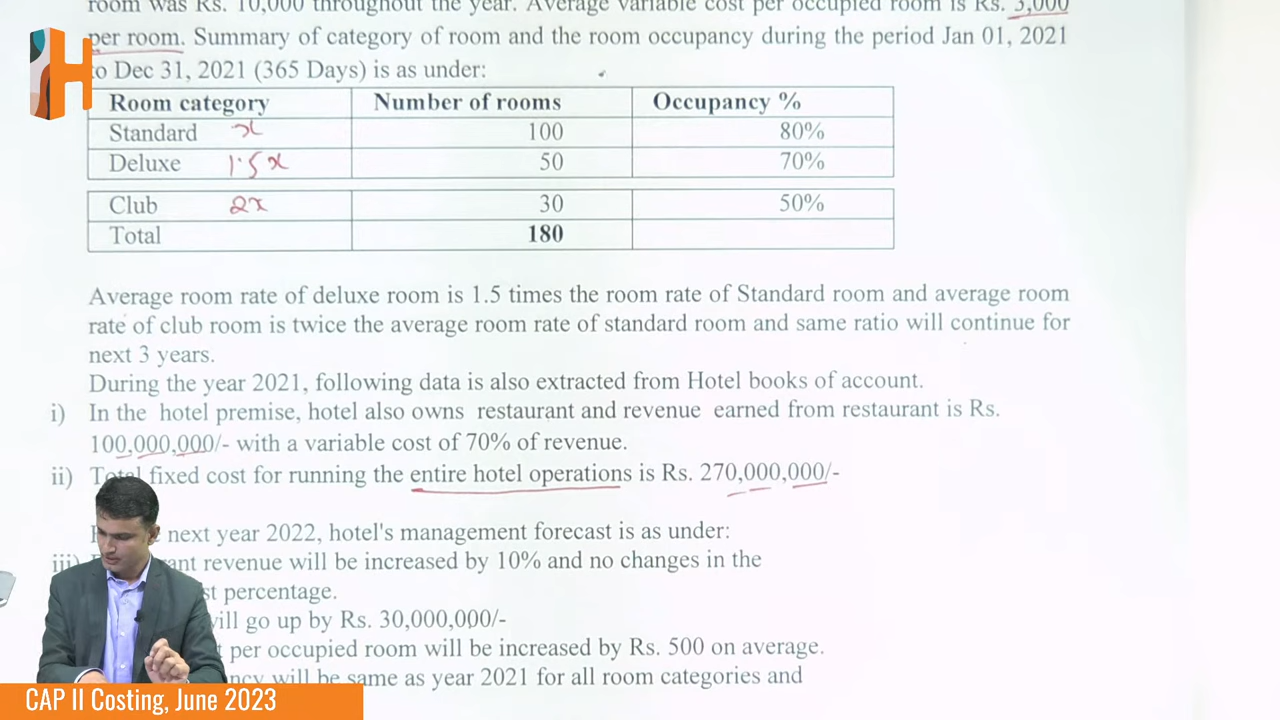 room was Rs. 10,000 throughout the year. Average variable cost per occupied room is Rs. 3,000
per room. Summary of category of room and the room occupancy during the period Jan 01, 2021
to Dec 31, 2021 (365 Days) is as under:
Room category Number of rooms Occupancy %
Standard x 100 80%
Deluxe 1.5x 50 70%
Club 2x 30 50%
Total 180
Average room rate of deluxe room is 1.5 times the room rate of Standard room and average room
rate of club room is twice the average room rate of standard room and same ratio will continue for
next 3 years.
During the year 2021, following data is also extracted from Hotel books of account.
i) In the hotel premise, hotel also owns restaurant and revenue earned from restaurant is Rs.
100,000,000/- with a variable cost of 70% of revenue.
ii) Total fixed cost for running the entire hotel operations is Rs. 270,000,000/-
next year 2022, hotel's management forecast is as under:
iii) revenue will be increased by 10% and no changes in the
percentage.
will go up by Rs. 30,000,000/-
per occupied room will be increased by Rs. 500 on average.
will be same as year 2021 for all room categories and
H
CAP II Costing, June 2023